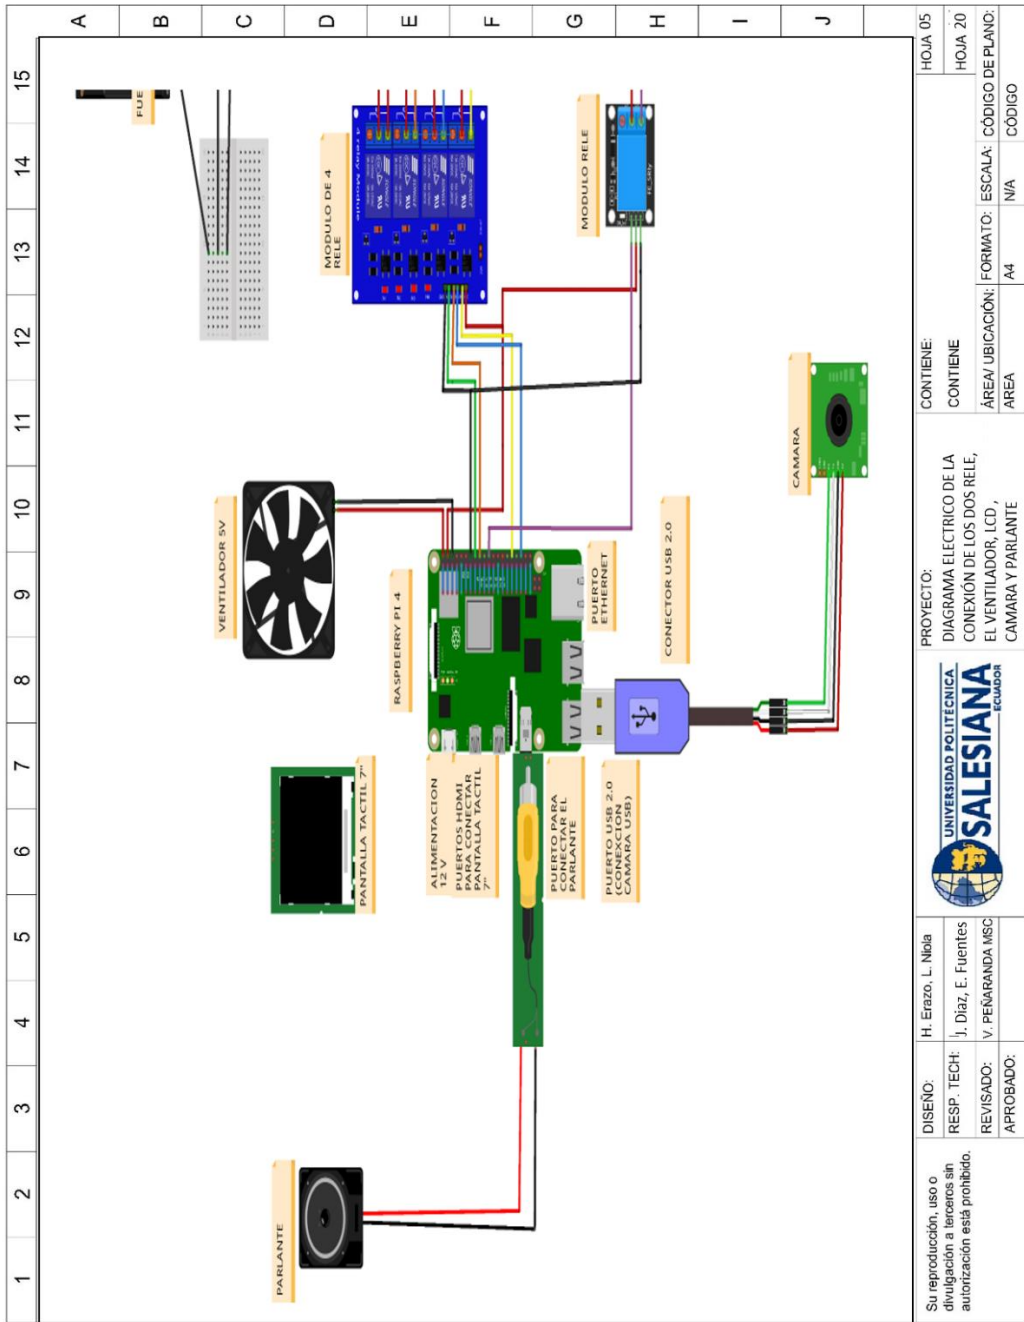 1 2 3 4 5 6 7 8 9 10 11 12 13 14 15
A
B
C
D
E
F
G
H
I
J
FUE
MODULO DE 4
RELE
4 relay Module
MODULO RELE
VENTILADOR 5V
RASPBERRY PI 4
PUERTO
ETHERNET
CONECTOR USB 2.0
CAMARA
PANTALLA TACTIL 7"
ALIMENTACION
12 V
PUERTOS HDMI
PARA CONECTAR
PANTALLA TACTIL
7"
PUERTO PARA
CONECTAR EL
PARLANTE
PUERTO USB 2.0
(CONEXCION
CAMARA USB)
PARLANTE
Su reproducción, uso o
divulgación a terceros sin
autorización está prohibido.
DISEÑO: H. Erazo, L. Niola
RESP. TECH: J. Diaz, E. Fuentes
REVISADO: V. PEÑARANDA MSC
APROBADO:
UNIVERSIDAD POLITÉCNICA
SALESIANA
ECUADOR
PROYECTO:
DIAGRAMA ELECTRICO DE LA
CONEXIÓN DE LOS DOS RELE,
EL VENTILADOR, LCD,
CAMARA Y PARLANTE
CONTIENE:
CONTIENE
HOJA 05
HOJA 20
ÁREA/ UBICACIÓN: FORMATO: ESCALA: CÓDIGO DE PLANO:
AREA A4 N/A CÓDIGO